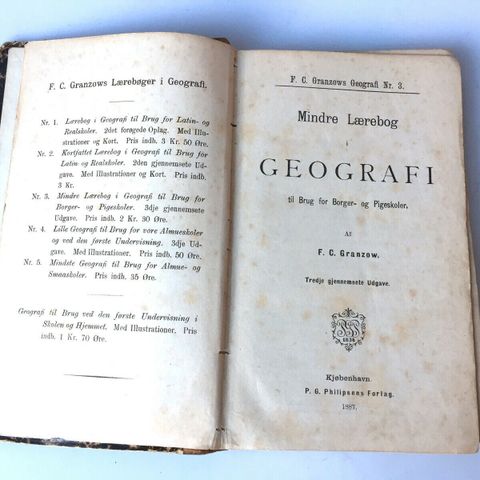 F. C. Granzows Lærebøger i Geografi.
Nr. 1. Lærebog i Geografi til Brug for Latin- og
Realskoler. 2det forøgede Oplag. Med Illu-
strationer og Kort. Pris indb. 3 Kr. 50 Øre.
Nr. 2. Kortfattet Lærebog i Geografi til Brug for
Latin og Realskoler. 2den gjennemsete Ud-
gave. Med Illustrationer og Kort. Pris indb.
3 Kr.
Nr. 3. Mindre Lærebog i Geografi til Brug for
Borger- og Pigeskoler. 3dje gjennemsete
Udgave. Pris indb. 2 Kr. 30 Øre.
Nr. 4. Lille Geografi til Brug for vore Almueskoler
og ved den første Undervisning. 3dje Ud-
gave. Med Illustrationer. Pris indb. 50 Øre.
Nr. 5. Mindste Geografi til Brug for Almue- og
Smaaskoler. Pris indb. 35 Øre.
Geografi til Brug ved den første Undervisning i
Skolen og Hjemmet. Med Illustrationer. Pris
indb. 1 Kr. 70 Øre.
F. C. Granzows Geografi Nr. 3.
Mindre Lærebog
i
GEOGRAFI
til Brug for Borger- og Pigeskoler.
Af
F. C. Granzow.
Tredje gjennemsete Udgave.
Kjøbenhavn.
P. G. Philipsens Forlag.
1887.